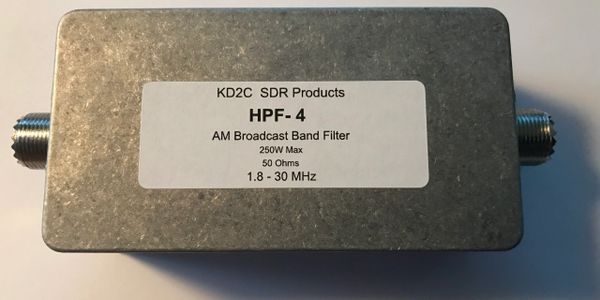 KD2C SDR Products
HPF- 4
AM Broadcast Band Filter
250W Max
50 Ohms
1.8 - 30 MHz